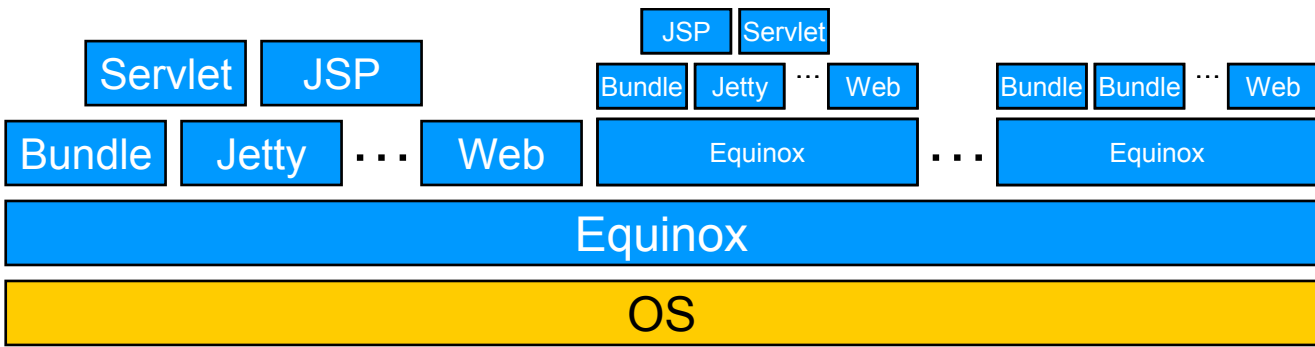 JSP Servlet
Servlet JSP
Bundle Jetty ... Web
Bundle Bundle ... Web
Bundle Jetty ... Web
Equinox
...
Equinox
Equinox
OS